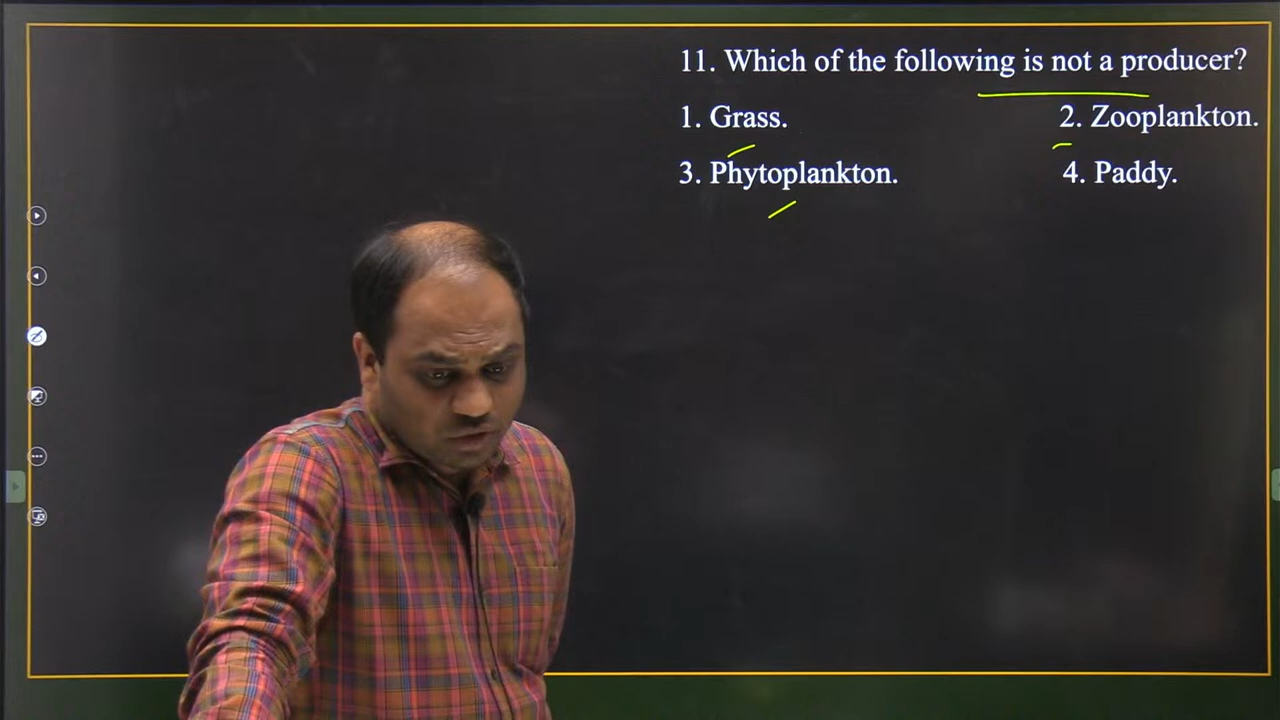 11. Which of the following is not a producer?
1. Grass. 2. Zooplankton.
3. Phytoplankton. 4. Paddy.